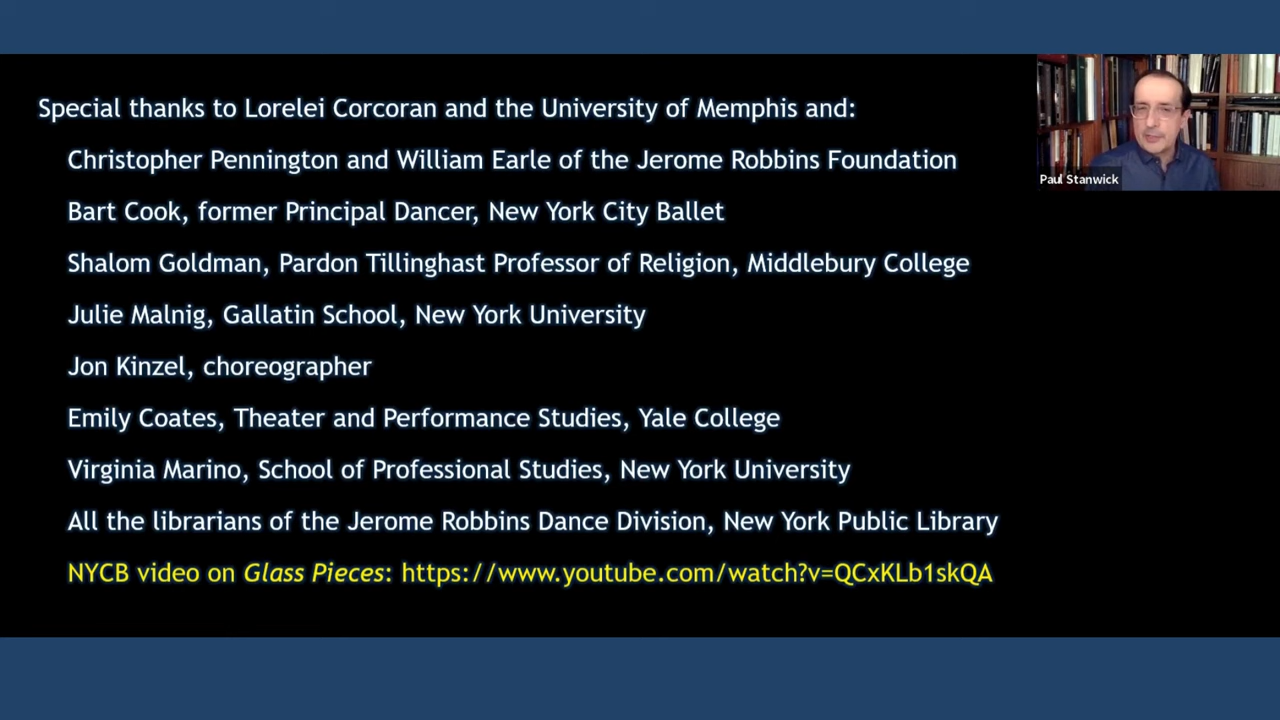 Special thanks to Lorelei Corcoran and the University of Memphis and:
Christopher Pennington and William Earle of the Jerome Robbins Foundation
Bart Cook, former Principal Dancer, New York City Ballet
Shalom Goldman, Pardon Tillinghast Professor of Religion, Middlebury College
Julie Malnig, Gallatin School, New York University
Jon Kinzel, choreographer
Emily Coates, Theater and Performance Studies, Yale College
Virginia Marino, School of Professional Studies, New York University
All the librarians of the Jerome Robbins Dance Division, New York Public Library
NYCB video on Glass Pieces: https://www.youtube.com/watch?v=QCxKLb1skQA
Paul Stanwick